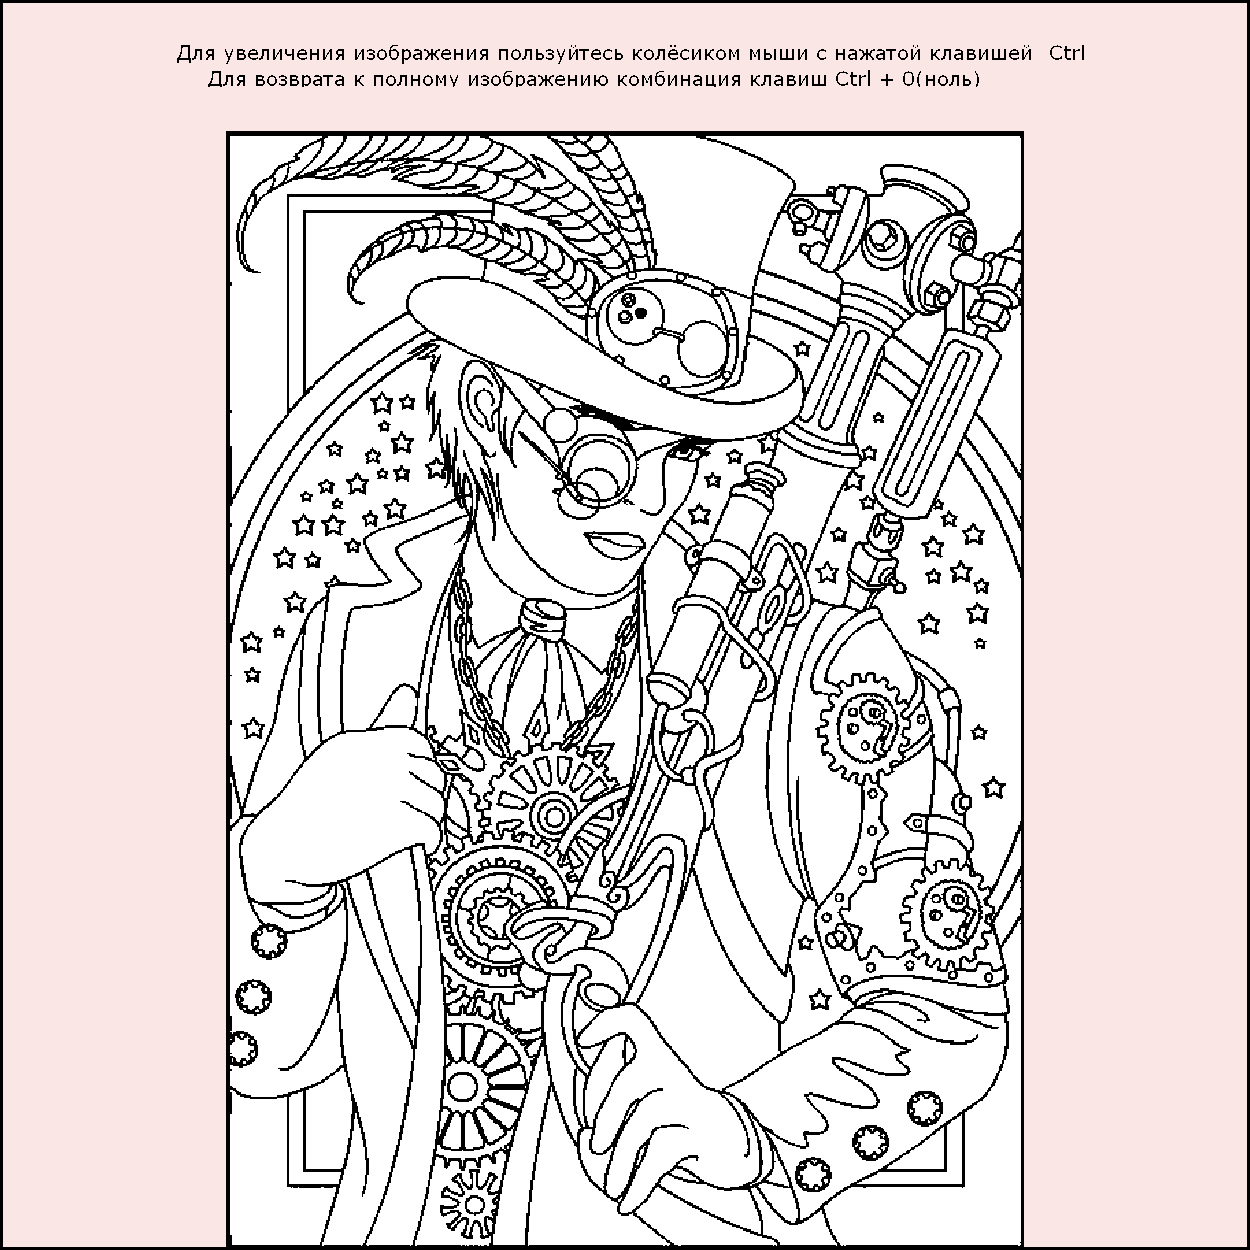 Для увеличения изображения пользуйтесь колёсиком мыши с нажатой клавишей Ctrl
Для возврата к полному изображению комбинация клавиш Ctrl + 0(ноль)